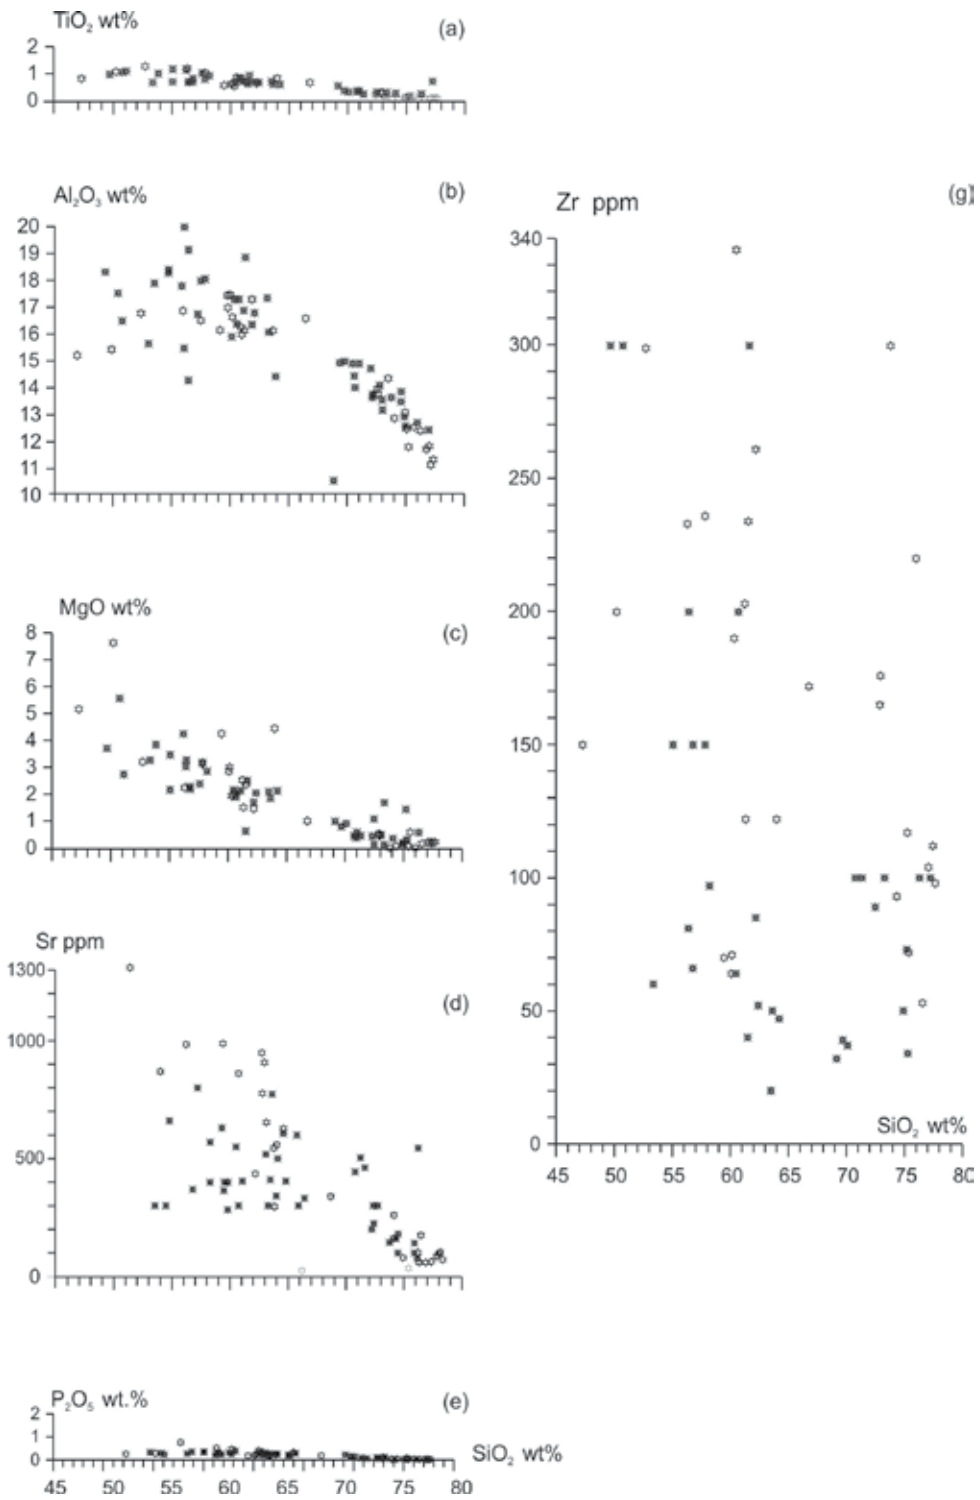 TiO₂ wt%
(a)
2
1
0
Al₂O₃ wt%
(b)
20
19
18
17
16
15
14
13
12
11
10
MgO wt%
(c)
8
7
6
5
4
3
2
1
0
Sr ppm
(d)
1300
1000
500
0
P₂O₅ wt.%
(e)
2
1
0
SiO₂ wt%
45 50 55 60 65 70 75 80
Zr ppm
(g)
340
300
250
200
150
100
50
0
SiO₂ wt%
45 50 55 60 65 70 75 80